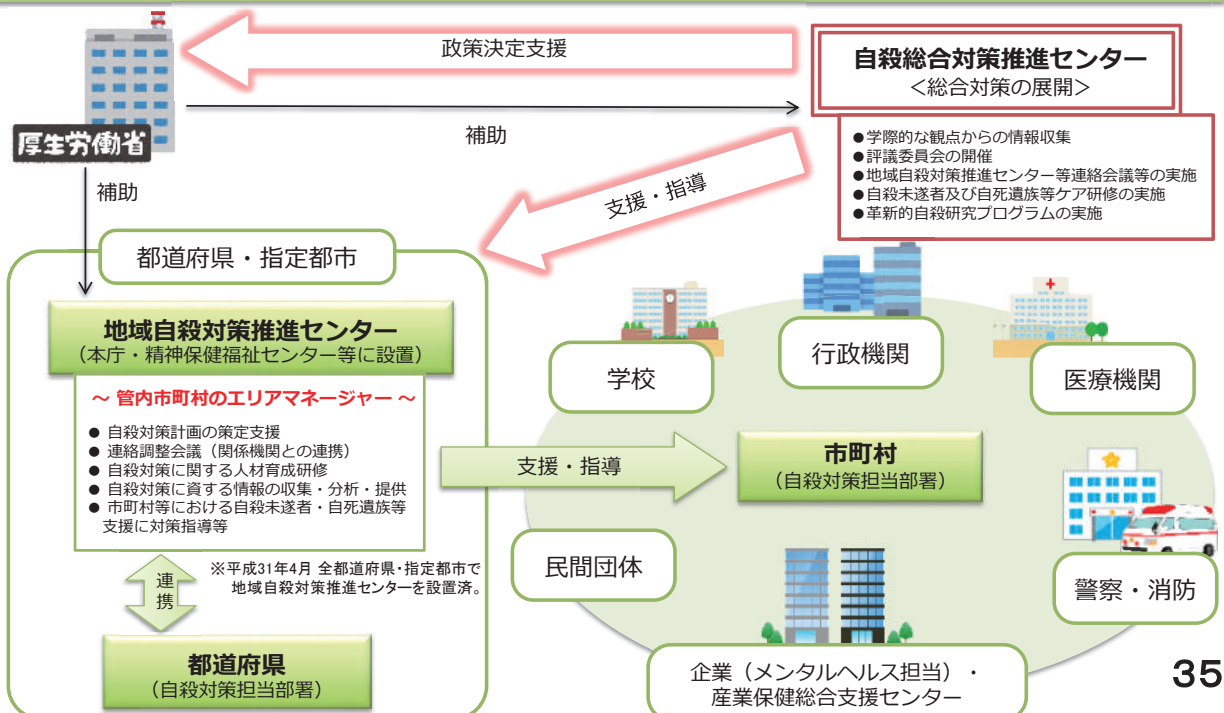 政策決定支援
自殺総合対策推進センター
＜総合対策の展開＞
厚生労働省
補助
●学際的な観点からの情報収集
●評議委員会の開催
●地域自殺対策推進センター等連絡会議等の実施
●自殺未遂者及び自死遺族等ケア研修の実施
●革新的自殺研究プログラムの実施
補助
支援・指導
都道府県・指定都市
地域自殺対策推進センター
（本庁・精神保健福祉センター等に設置）
～ 管内市町村のエリアマネージャー ～
● 自殺対策計画の策定支援
● 連絡調整会議（関係機関との連携）
● 自殺対策に関する人材育成研修
● 自殺対策に資する情報の収集・分析・提供
● 市町村等における自殺未遂者・自死遺族等
支援に対策指導等
連携
※平成31年4月 全都道府県・指定都市で
地域自殺対策推進センターを設置済。
都道府県
（自殺対策担当部署）
支援・指導
学校
行政機関
医療機関
市町村
（自殺対策担当部署）
民間団体
警察・消防
企業（メンタルヘルス担当）・
産業保健総合支援センター
35